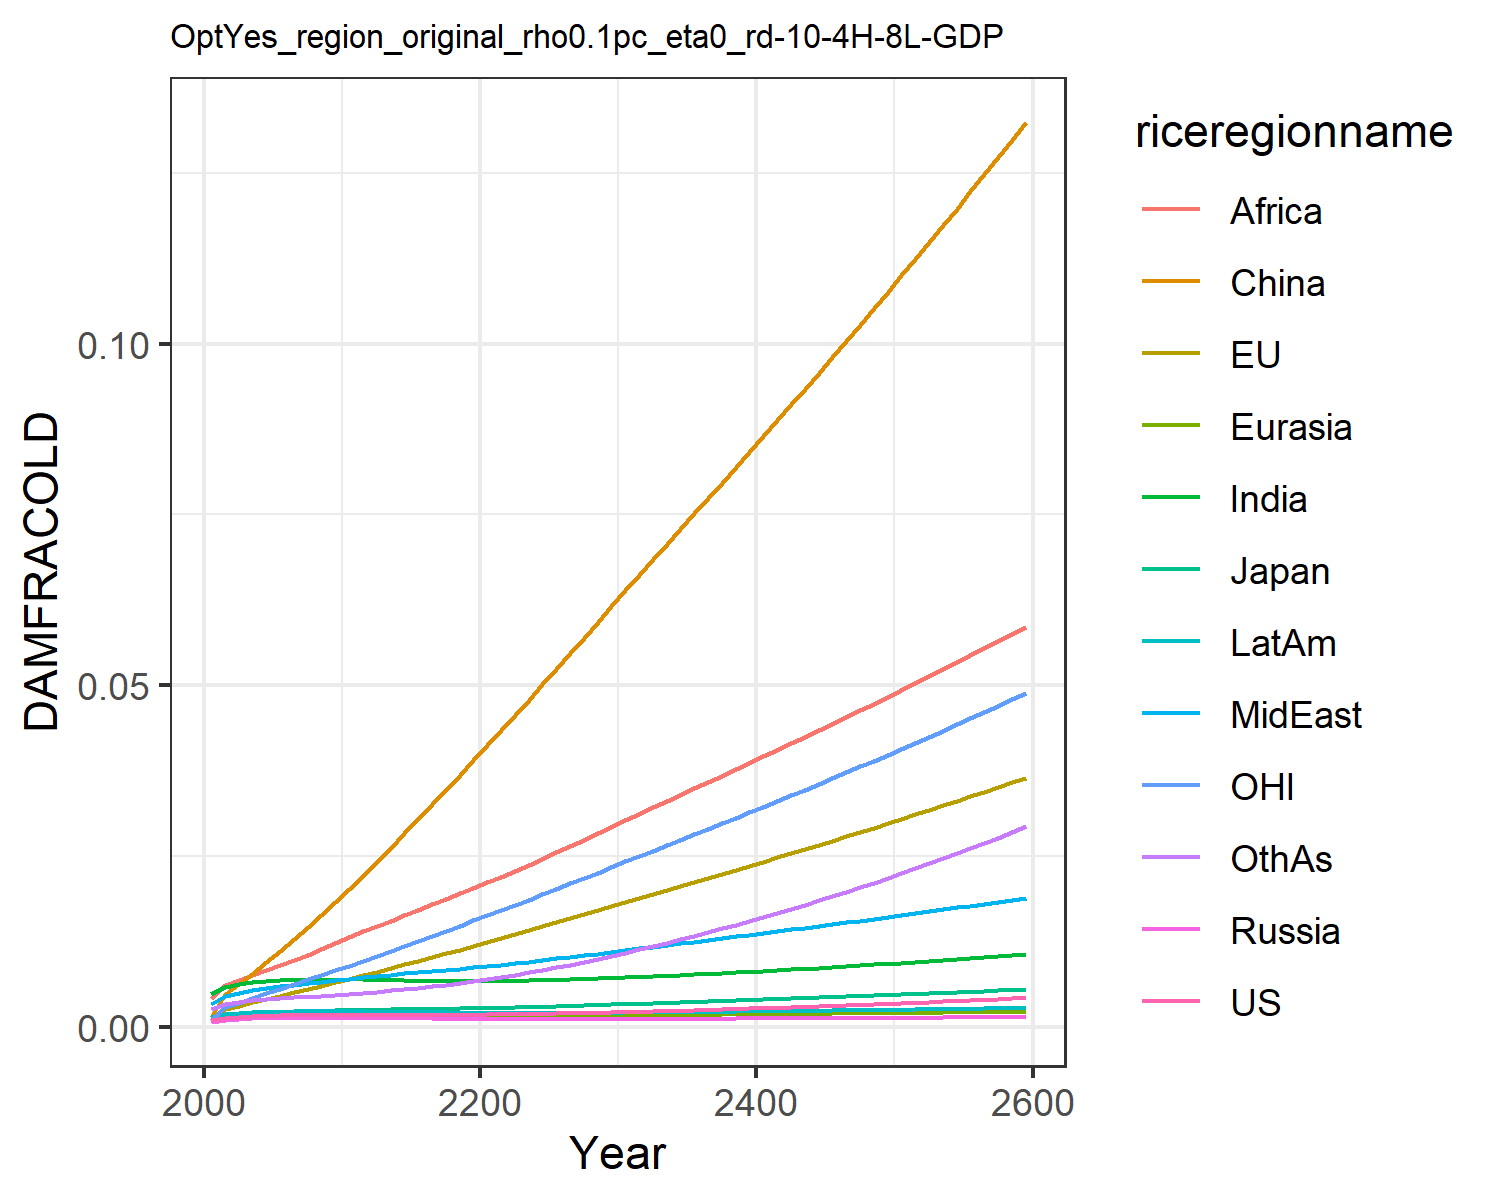 OptYes_region_original_rho0.1pc_eta0_rd-10-4H-8L-GDP
DAMFRACOLD
0.10
0.05
0.00
2000 2200 2400 2600
Year
riceregionname
Africa
China
EU
Eurasia
India
Japan
LatAm
MidEast
OHI
OthAs
Russia
US